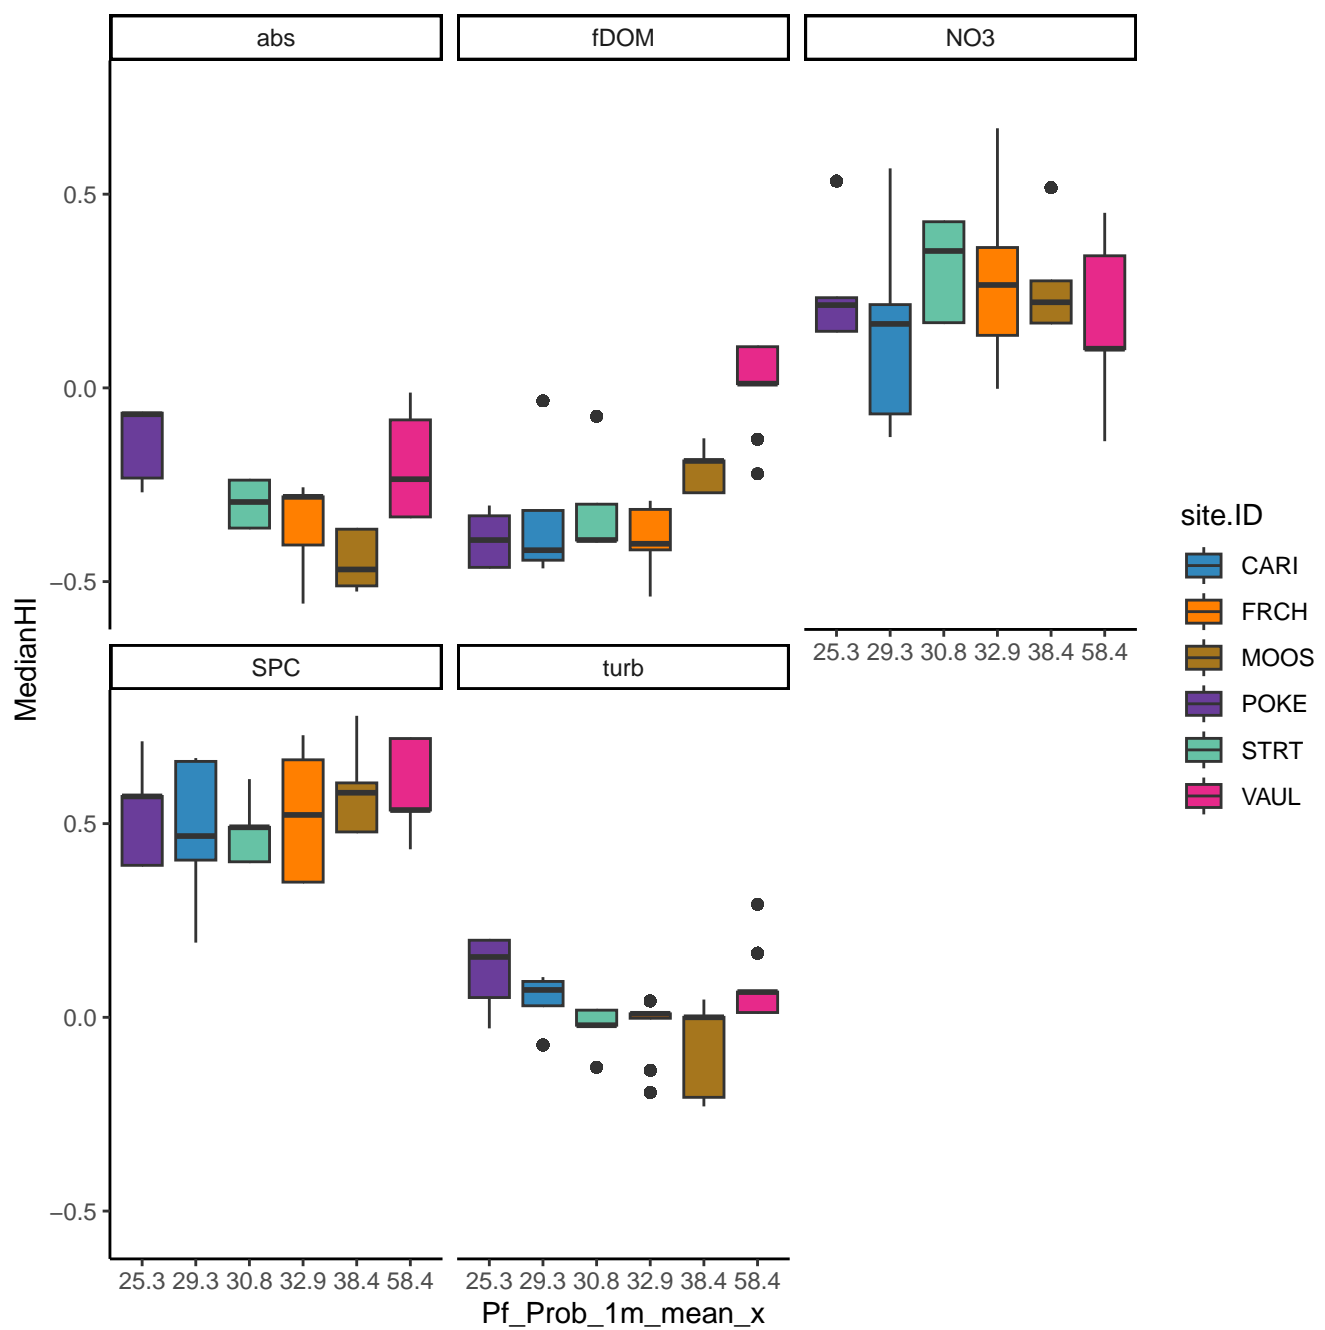 abs
fDOM
NO3
0.5
0.0
−0.5
25.3 29.3 30.8 32.9 38.4 58.4
SPC
turb
0.5
0.0
−0.5
25.3 29.3 30.8 32.9 38.4 58.4
25.3 29.3 30.8 32.9 38.4 58.4
Pf_Prob_1m_mean_x
MedianHI
site.ID
CARI
FRCH
MOOS
POKE
STRT
VAUL